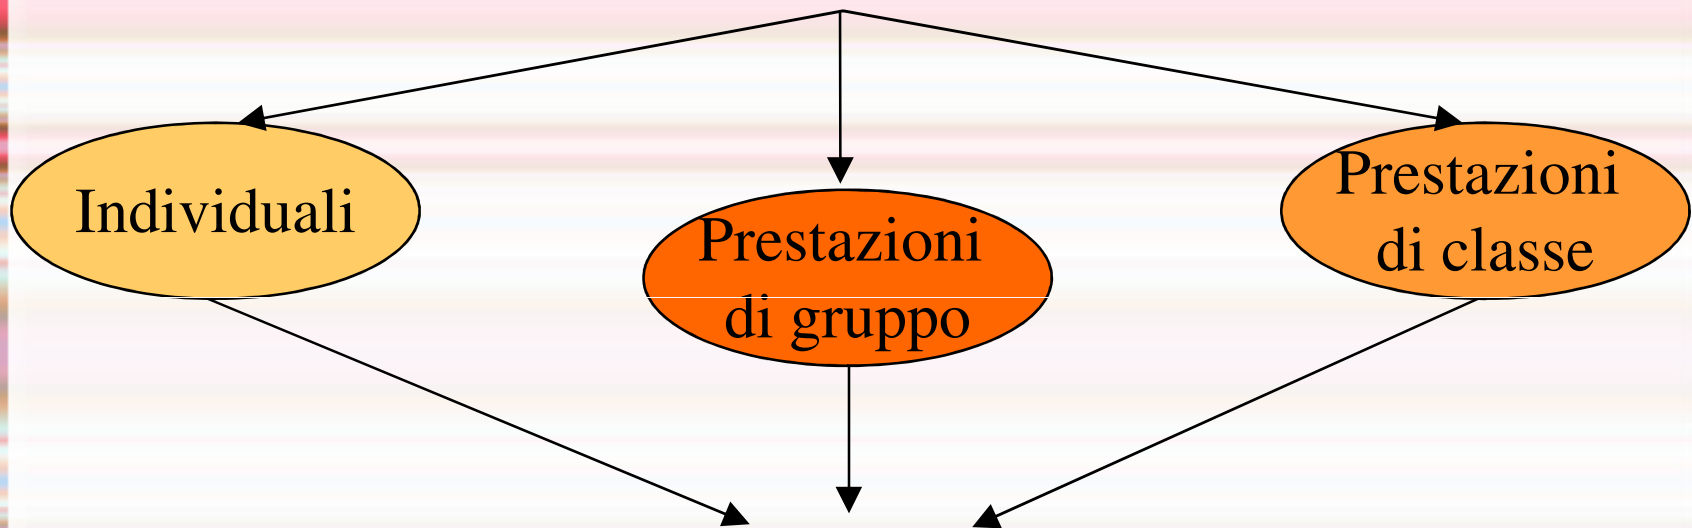 Individuali
Prestazioni
di gruppo
Prestazioni
di classe